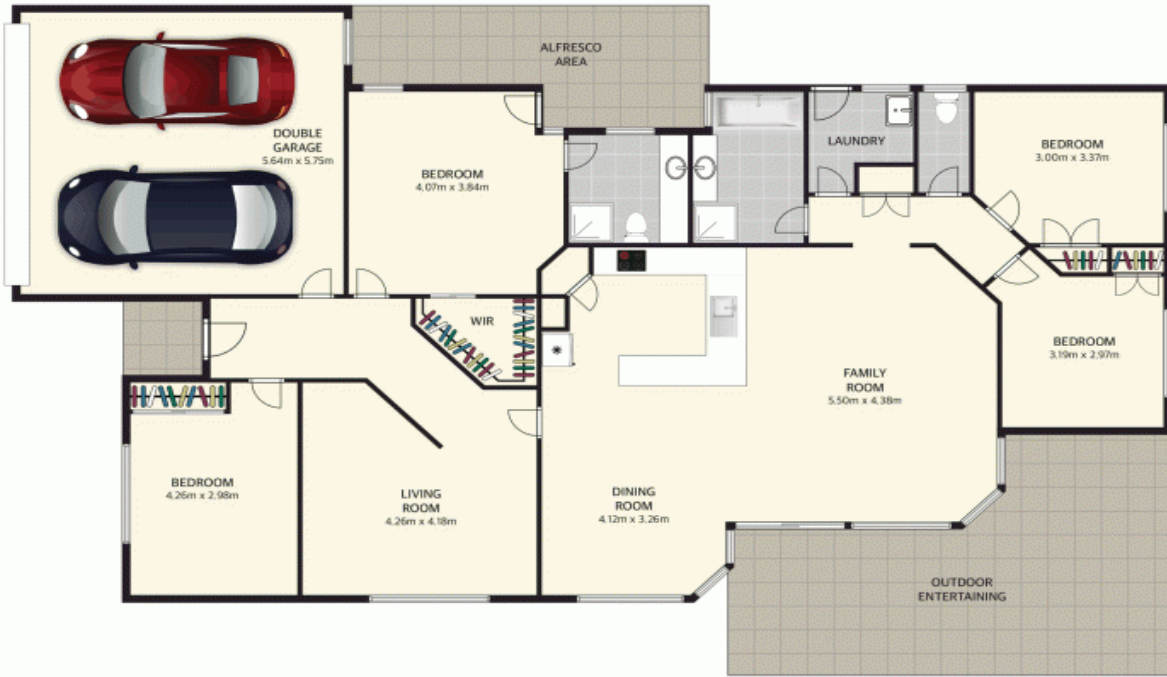 ALFRESCO
AREA
DOUBLE
GARAGE
5.64m x 5.75m
BEDROOM
4.07m x 3.84m
LAUNDRY
BEDROOM
3.00m x 3.37m
WIR
BEDROOM
3.19m x 2.97m
FAMILY
ROOM
5.50m x 4.38m
BEDROOM
4.26m x 2.98m
LIVING
ROOM
4.26m x 4.18m
DINING
ROOM
4.12m x 3.26m
OUTDOOR
ENTERTAINING